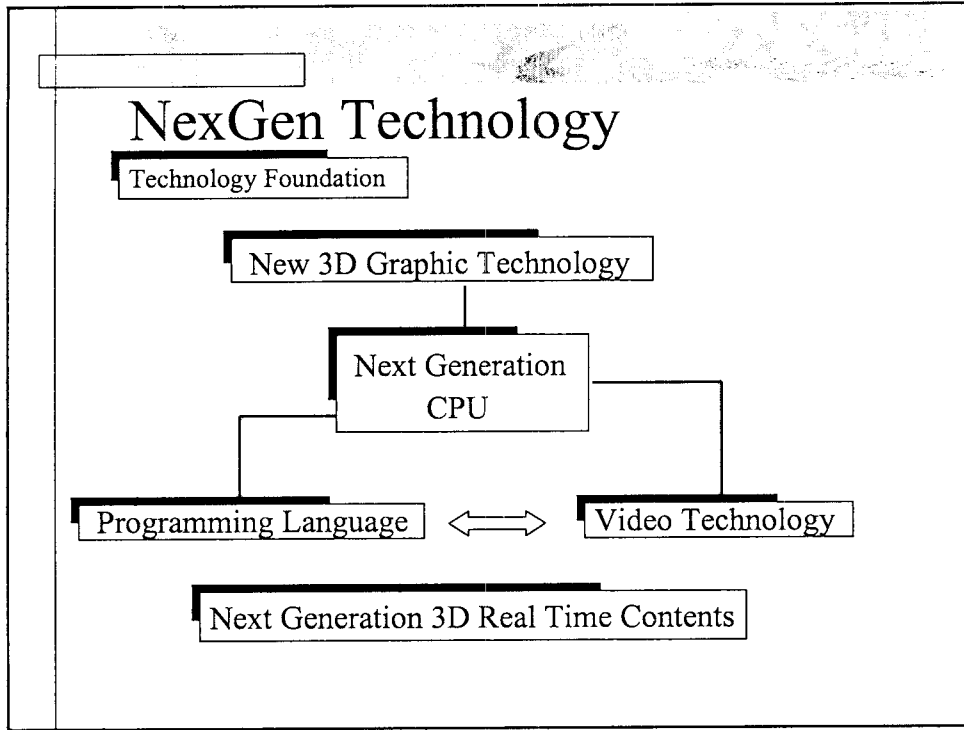 NexGen Technology
Technology Foundation
New 3D Graphic Technology
Next Generation
CPU
Programming Language
Video Technology
Next Generation 3D Real Time Contents